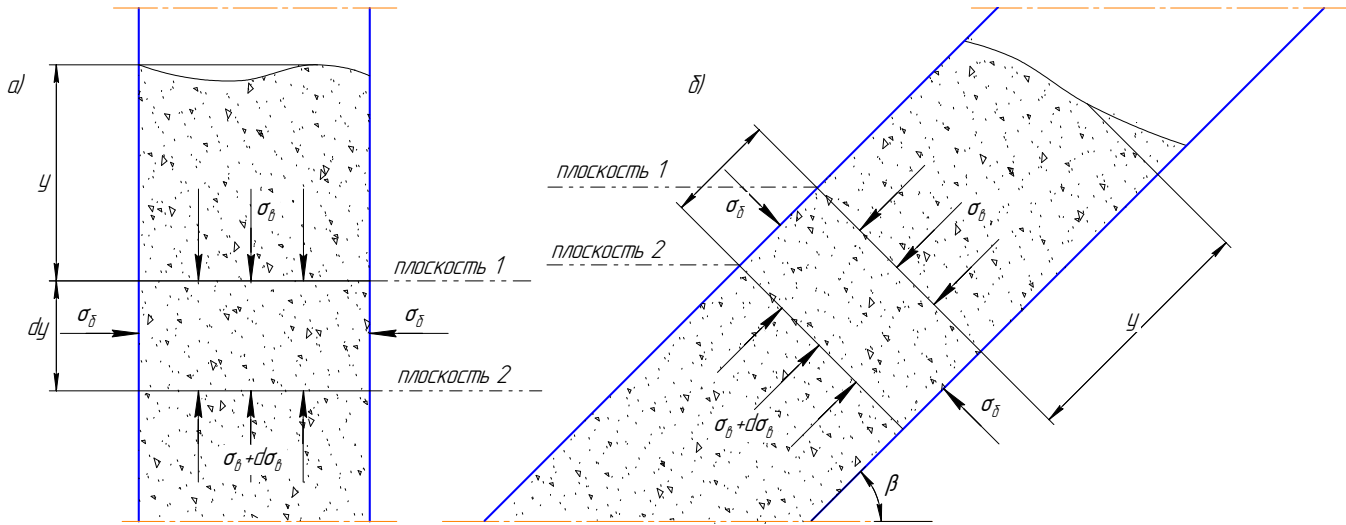 а)
y
σв
плоскость 1
dy
σб
σб
плоскость 2
σв+dσв
б)
плоскость 1
σб
σв
плоскость 2
y
σв+dσв
σб
β